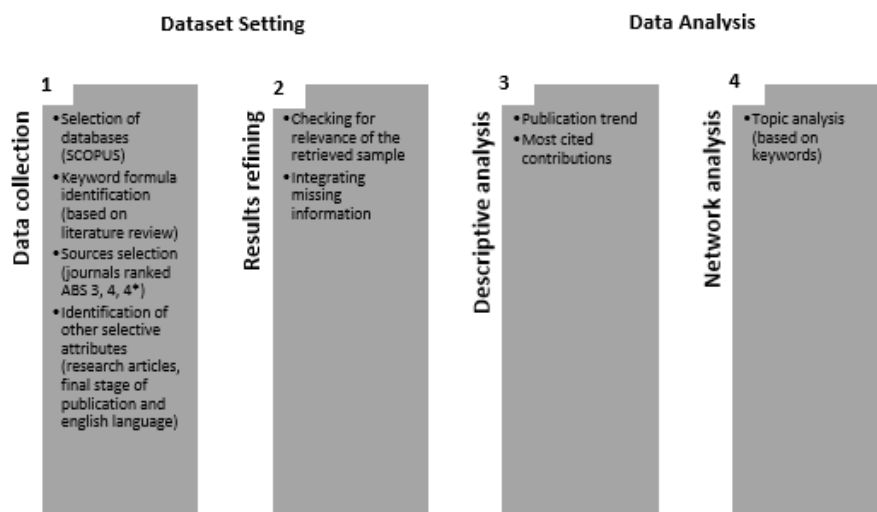 Dataset Setting
Data Analysis
1
Data collection
•Selection of
databases
(SCOPUS)
•Keyword formula
identification
(based on
literature review)
•Sources selection
(journals ranked
ABS 3, 4, 4*)
•Identification of
other selective
attributes
(research articles,
final stage of
publication and
english language)
2
Results refining
•Checking for
relevance of the
retrieved sample
•Integrating
missing
information
3
Descriptive analysis
•Publication trend
•Most cited
contributions
4
Network analysis
•Topic analysis
(based on
keywords)